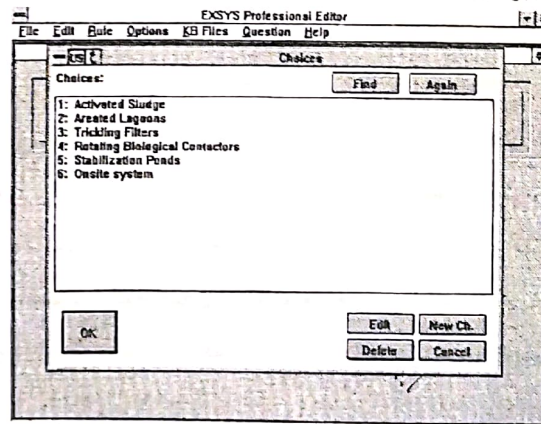 EXSYS Professional Editor
File Edit Rule Options KB Files Question Help
Choices
Choices:
Find Again
1: Activated Sludge
2: Areated Lagoons
3: Trickling Filters
4: Rotating Biological Contactors
5: Stabilization Ponds
6: Onsite system
OK
Edit New Ch.
Delete Cancel